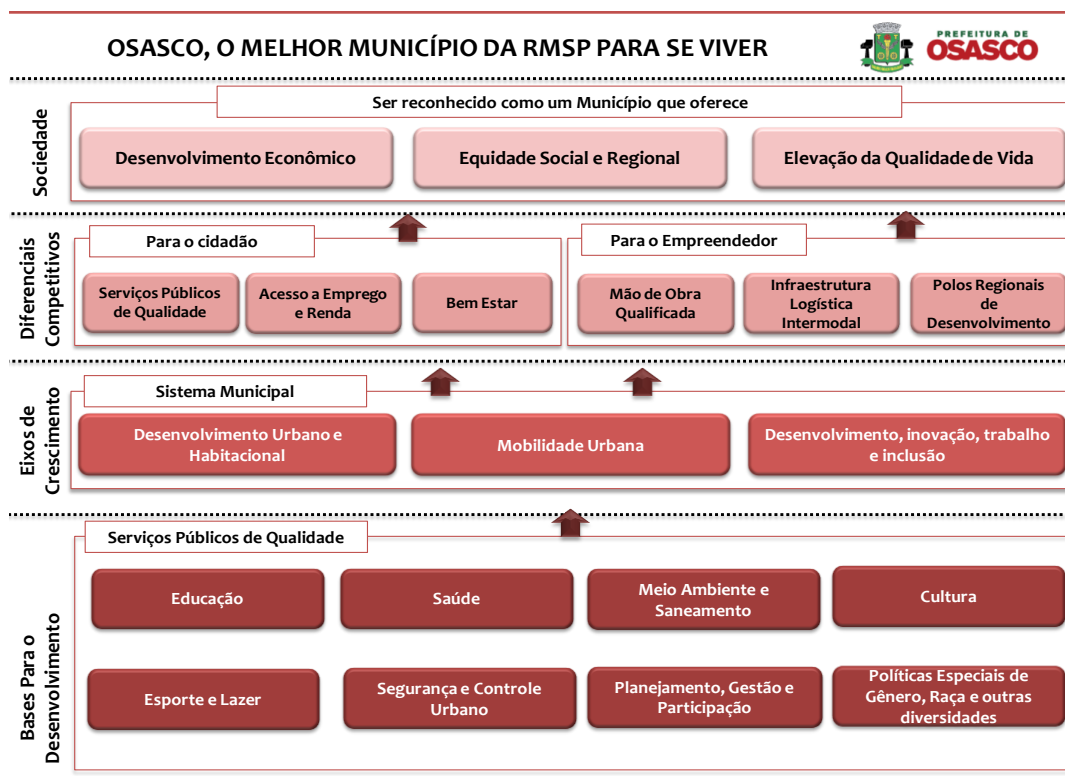 OSASCO, O MELHOR MUNICÍPIO DA RMSP PARA SE VIVER
PREFEITURA DE
OSASCO
Sociedade
Ser reconhecido como um Município que oferece
Desenvolvimento Econômico
Equidade Social e Regional
Elevação da Qualidade de Vida
Diferenciais
Competitivos
Para o cidadão
Serviços Públicos
de Qualidade
Acesso a Emprego
e Renda
Bem Estar
Para o Empreendedor
Mão de Obra
Qualificada
Infraestrutura
Logística
Intermodal
Polos Regionais
de
Desenvolvimento
Eixos de
Crescimento
Sistema Municipal
Desenvolvimento Urbano e
Habitacional
Mobilidade Urbana
Desenvolvimento, inovação, trabalho
e inclusão
Bases Para o
Desenvolvimento
Serviços Públicos de Qualidade
Educação
Saúde
Meio Ambiente e
Saneamento
Cultura
Esporte e Lazer
Segurança e Controle
Urbano
Planejamento, Gestão e
Participação
Políticas Especiais de
Gênero, Raça e outras
diversidades